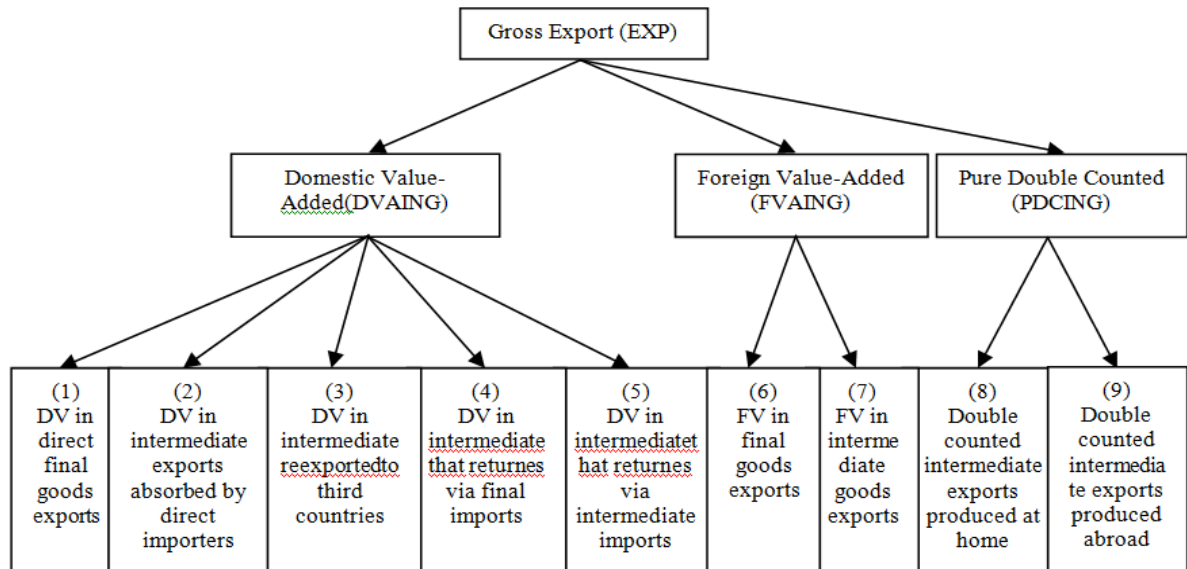 Gross Export (EXP)
Domestic Value-
Added(DVAING)
Foreign Value-Added
(FVAING)
Pure Double Counted
(PDCING)
(1)
DV in
direct
final
goods
exports
(2)
DV in
intermediate
exports
absorbed by
direct
importers
(3)
DV in
intermediate
reexportedto
third
countries
(4)
DV in
intermediate
that returnes
via final
imports
(5)
DV in
intermediatet
hat returnes
via
intermediate
imports
(6)
FV in
final
goods
exports
(7)
FV in
interme
diate
goods
exports
(8)
Double
counted
intermediate
exports
produced at
home
(9)
Double
counted
intermedia
te exports
produced
abroad